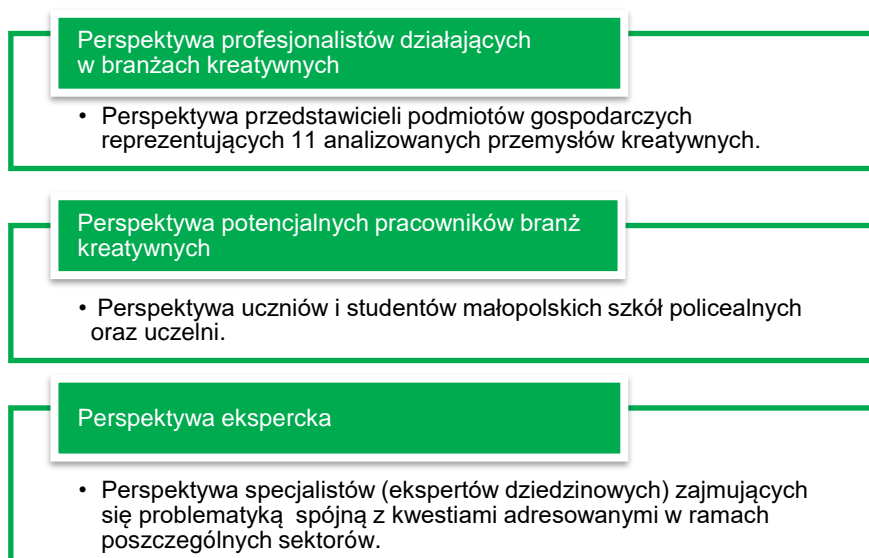 Perspektywa profesjonalistów działających
w branżach kreatywnych
• Perspektywa przedstawicieli podmiotów gospodarczych
reprezentujących 11 analizowanych przemysłów kreatywnych.
Perspektywa potencjalnych pracowników branż
kreatywnych
• Perspektywa uczniów i studentów małopolskich szkół policealnych
oraz uczelni.
Perspektywa ekspercka
• Perspektywa specjalistów (ekspertów dziedzinowych) zajmujących
się problematyką spójną z kwestiami adresowanymi w ramach
poszczególnych sektorów.